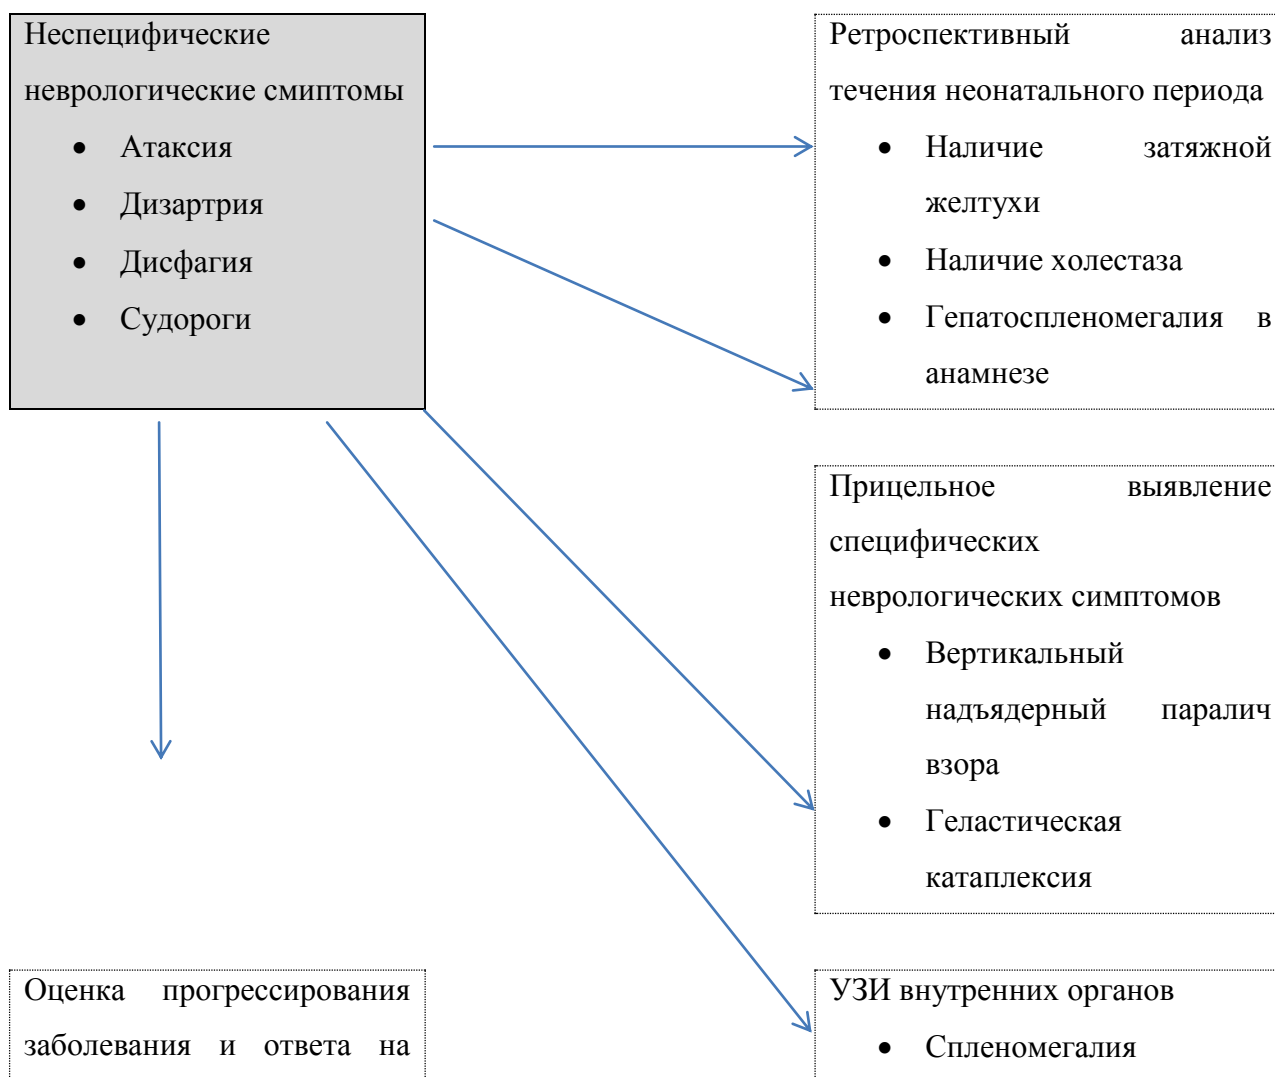 Неспецифические
неврологические смиптомы
• Атаксия
• Дизартрия
• Дисфагия
• Судороги
Ретроспективный анализ
течения неонатального периода
• Наличие затяжной
желтухи
• Наличие холестаза
• Гепатоспленомегалия в
анамнезе
Прицельное выявление
специфических
неврологических симптомов
• Вертикальный
надъядерный паралич
взора
• Геластическая
катаплексия
Оценка прогрессирования
заболевания и ответа на
УЗИ внутренних органов
• Спленомегалия